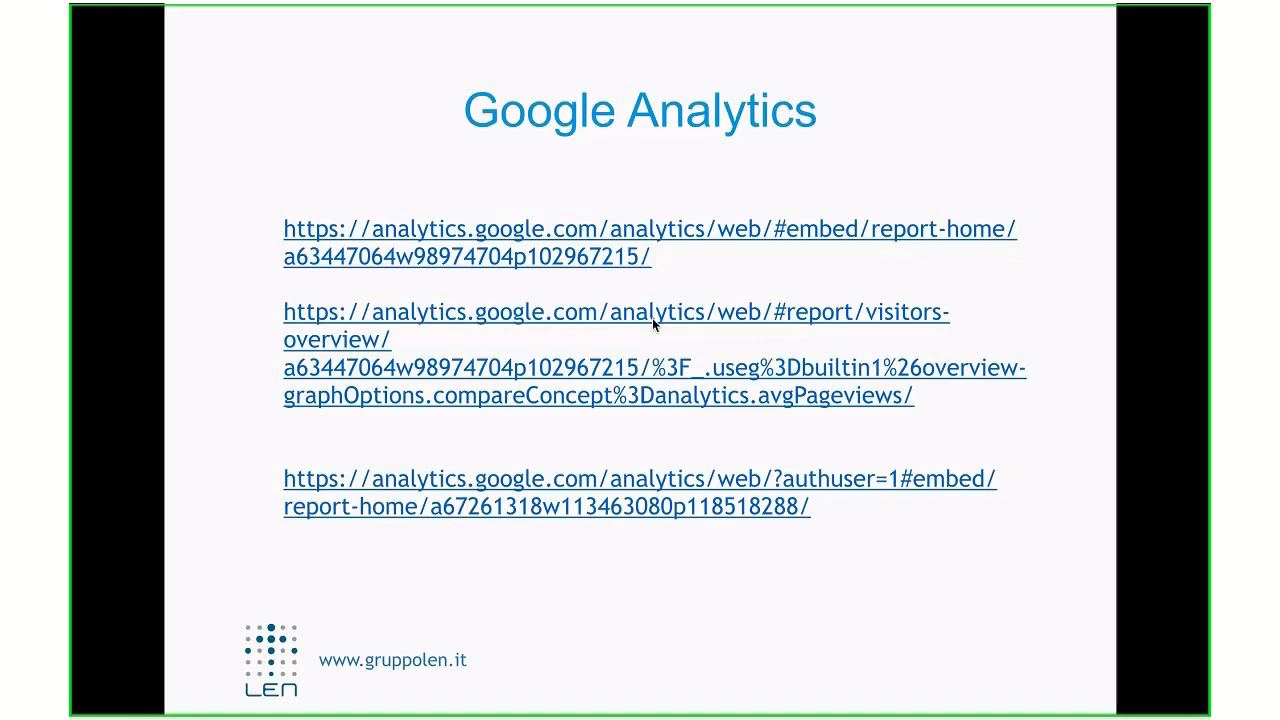 Google Analytics
https://analytics.google.com/analytics/web/#embed/report-home/
a63447064w98974704p102967215/
https://analytics.google.com/analytics/web/#report/visitors-
overview/
a63447064w98974704p102967215/%3F_.useg%3Dbuiltin1%26overview-
graphOptions.compareConcept%3Danalytics.avgPageviews/
https://analytics.google.com/analytics/web/?authuser=1#embed/
report-home/a67261318w113463080p118518288/
www.gruppolen.it
LEN